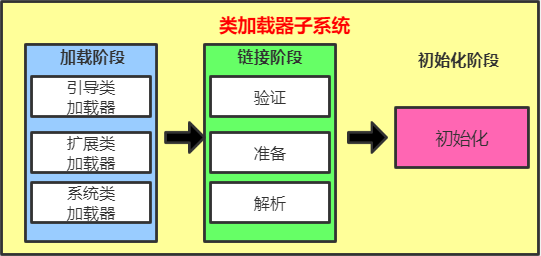 类加载器子系统
加载阶段
引导类
加载器
扩展类
加载器
系统类
加载器
链接阶段
验证
准备
解析
初始化阶段
初始化